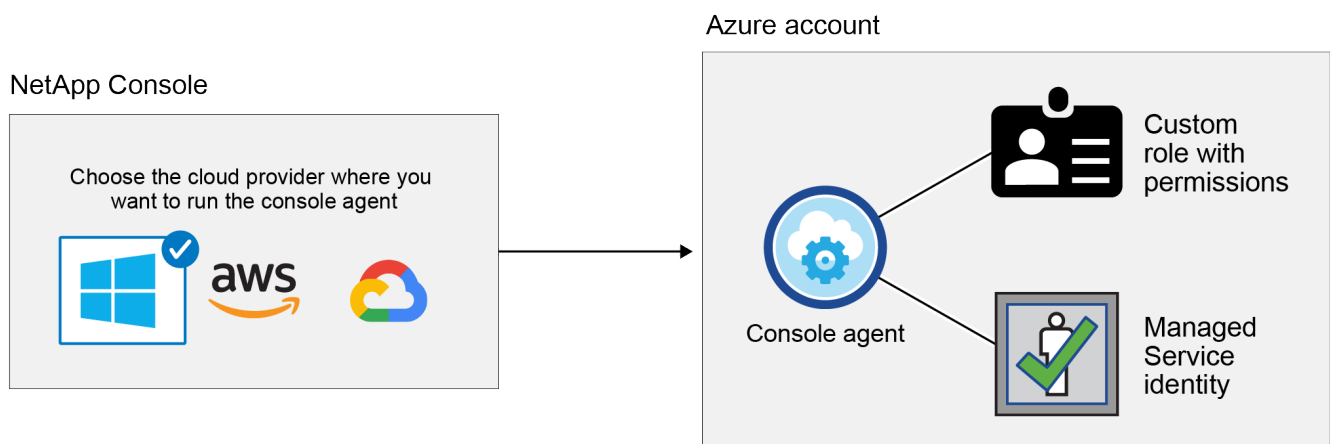 Azure account
NetApp Console
Choose the cloud provider where you
want to run the console agent
aws
Custom
role with
permissions
Console agent
Managed
Service
identity